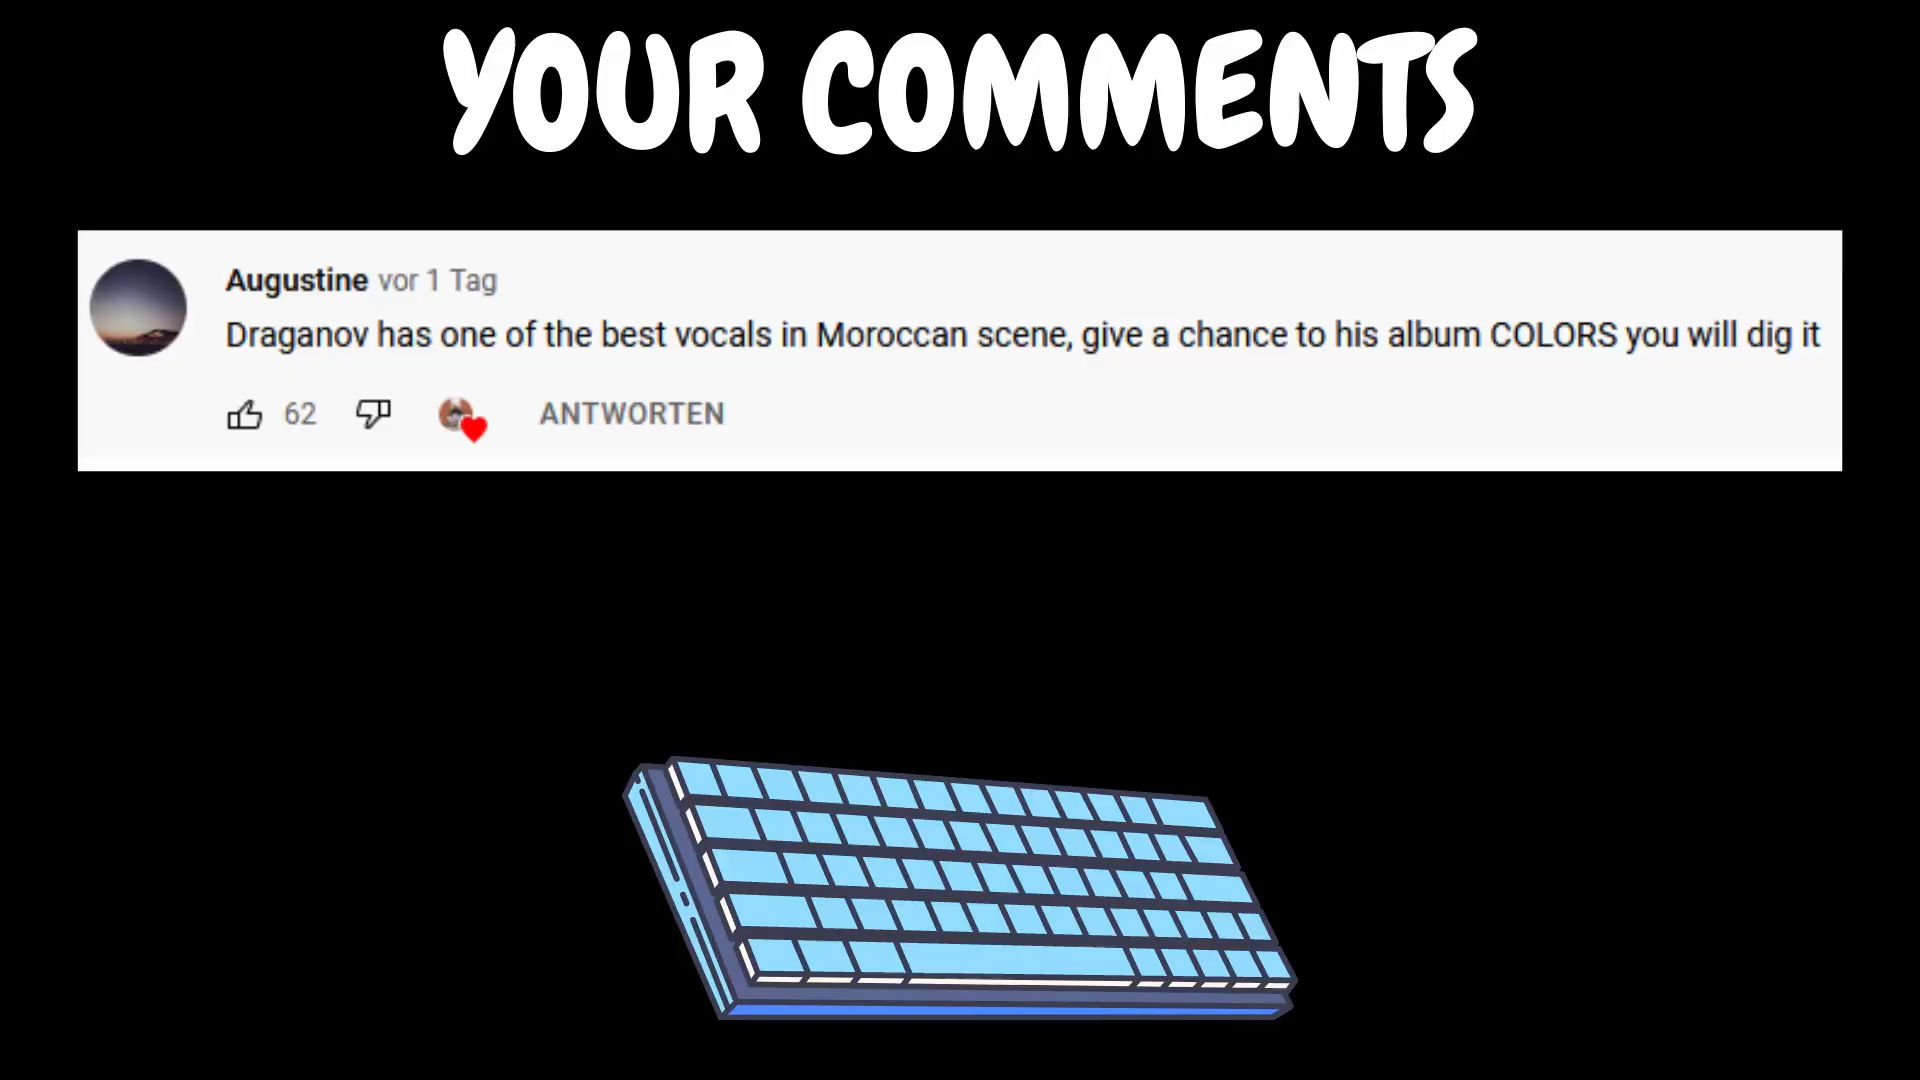 YOUR COMMENTS
Augustine vor 1 Tag
Draganov has one of the best vocals in Moroccan scene, give a chance to his album COLORS you will dig it
62 ANTWORTEN